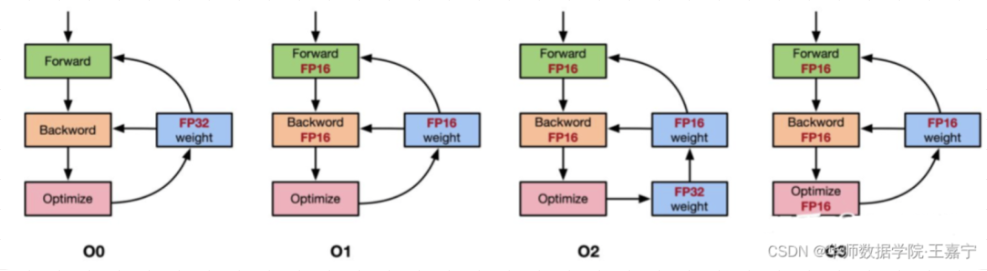 Forward
Backword
FP32
weight
Optimize
O0
Forward
FP16
Backword
FP16
FP16
weight
Optimize
O1
Forward
FP16
Backword
FP16
FP16
weight
Optimize
FP32
weight
O2
Forward
FP16
Backword
FP16
FP16
weight
Optimize
FP16
O3
CSDN @华师数据学院·王嘉宁